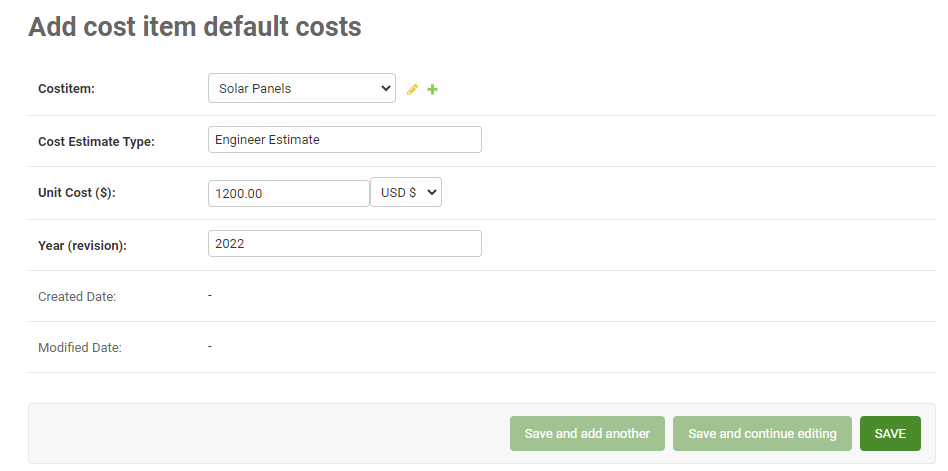 Add cost item default costs
Costitem: Solar Panels
Cost Estimate Type: Engineer Estimate
Unit Cost ($): 1200.00 USD $
Year (revision): 2022
Created Date: -
Modified Date: -
Save and add another Save and continue editing SAVE